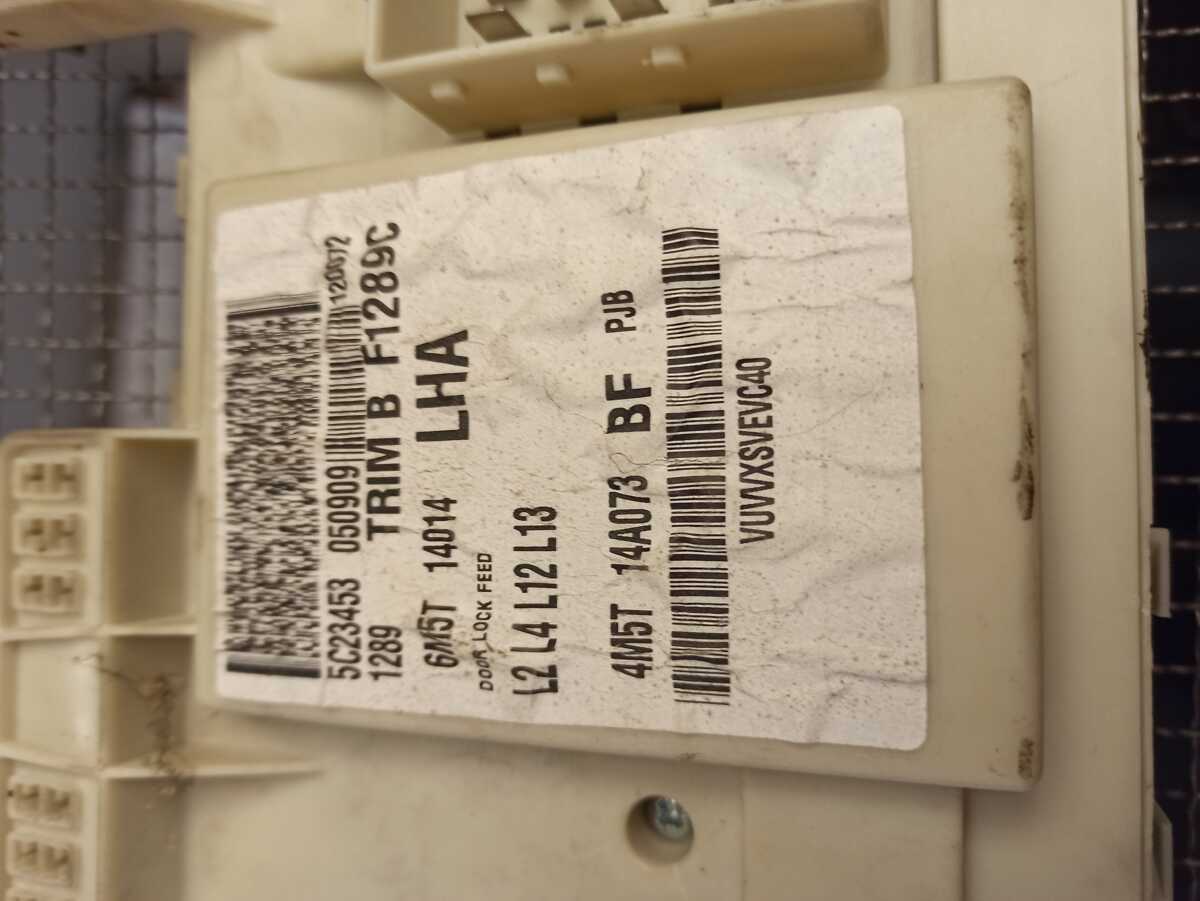 5C23453 050909 120612
1289 TRIM B F1289C
6M5T 14014 LHA
DOOR LOCK FEED
L2 L4 L12 L13
4M5T 14A073 BF PJB
VUWXSVEVC40